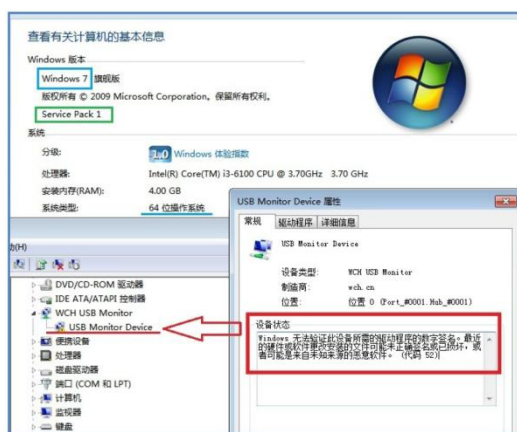 查看有关计算机的基本信息
Windows 版本
Windows 7 旗舰版
版权所有 © 2009 Microsoft Corporation。保留所有权利。
Service Pack 1
系统
分级:
1.0 Windows 体验指数
处理器:
Intel(R) Core(TM) i3-6100 CPU @ 3.70GHz 3.70 GHz
安装内存(RAM):
4.00 GB
系统类型:
64 位操作系统
(H)
DVD/CD-ROM 驱动器
IDE ATA/ATAPI 控制器
WCH USB Monitor
USB Monitor Device
便携设备
处理器
磁盘驱动器
端口 (COM 和 LPT)
计算机
监视器
键盘
USB Monitor Device 属性
常规 驱动程序 详细信息
USB Monitor Device
设备类型: WCH USB Monitor
制造商: wch.cn
位置: 位置 0 (Port_#0001.Hub_#0001)
设备状态
Windows 无法验证此设备所需的驱动程序的数字签名。最近
的硬件或软件更改安装的文件可能未正确签名或已损坏，或
者可能是来自未知来源的恶意软件。 (代码 52)